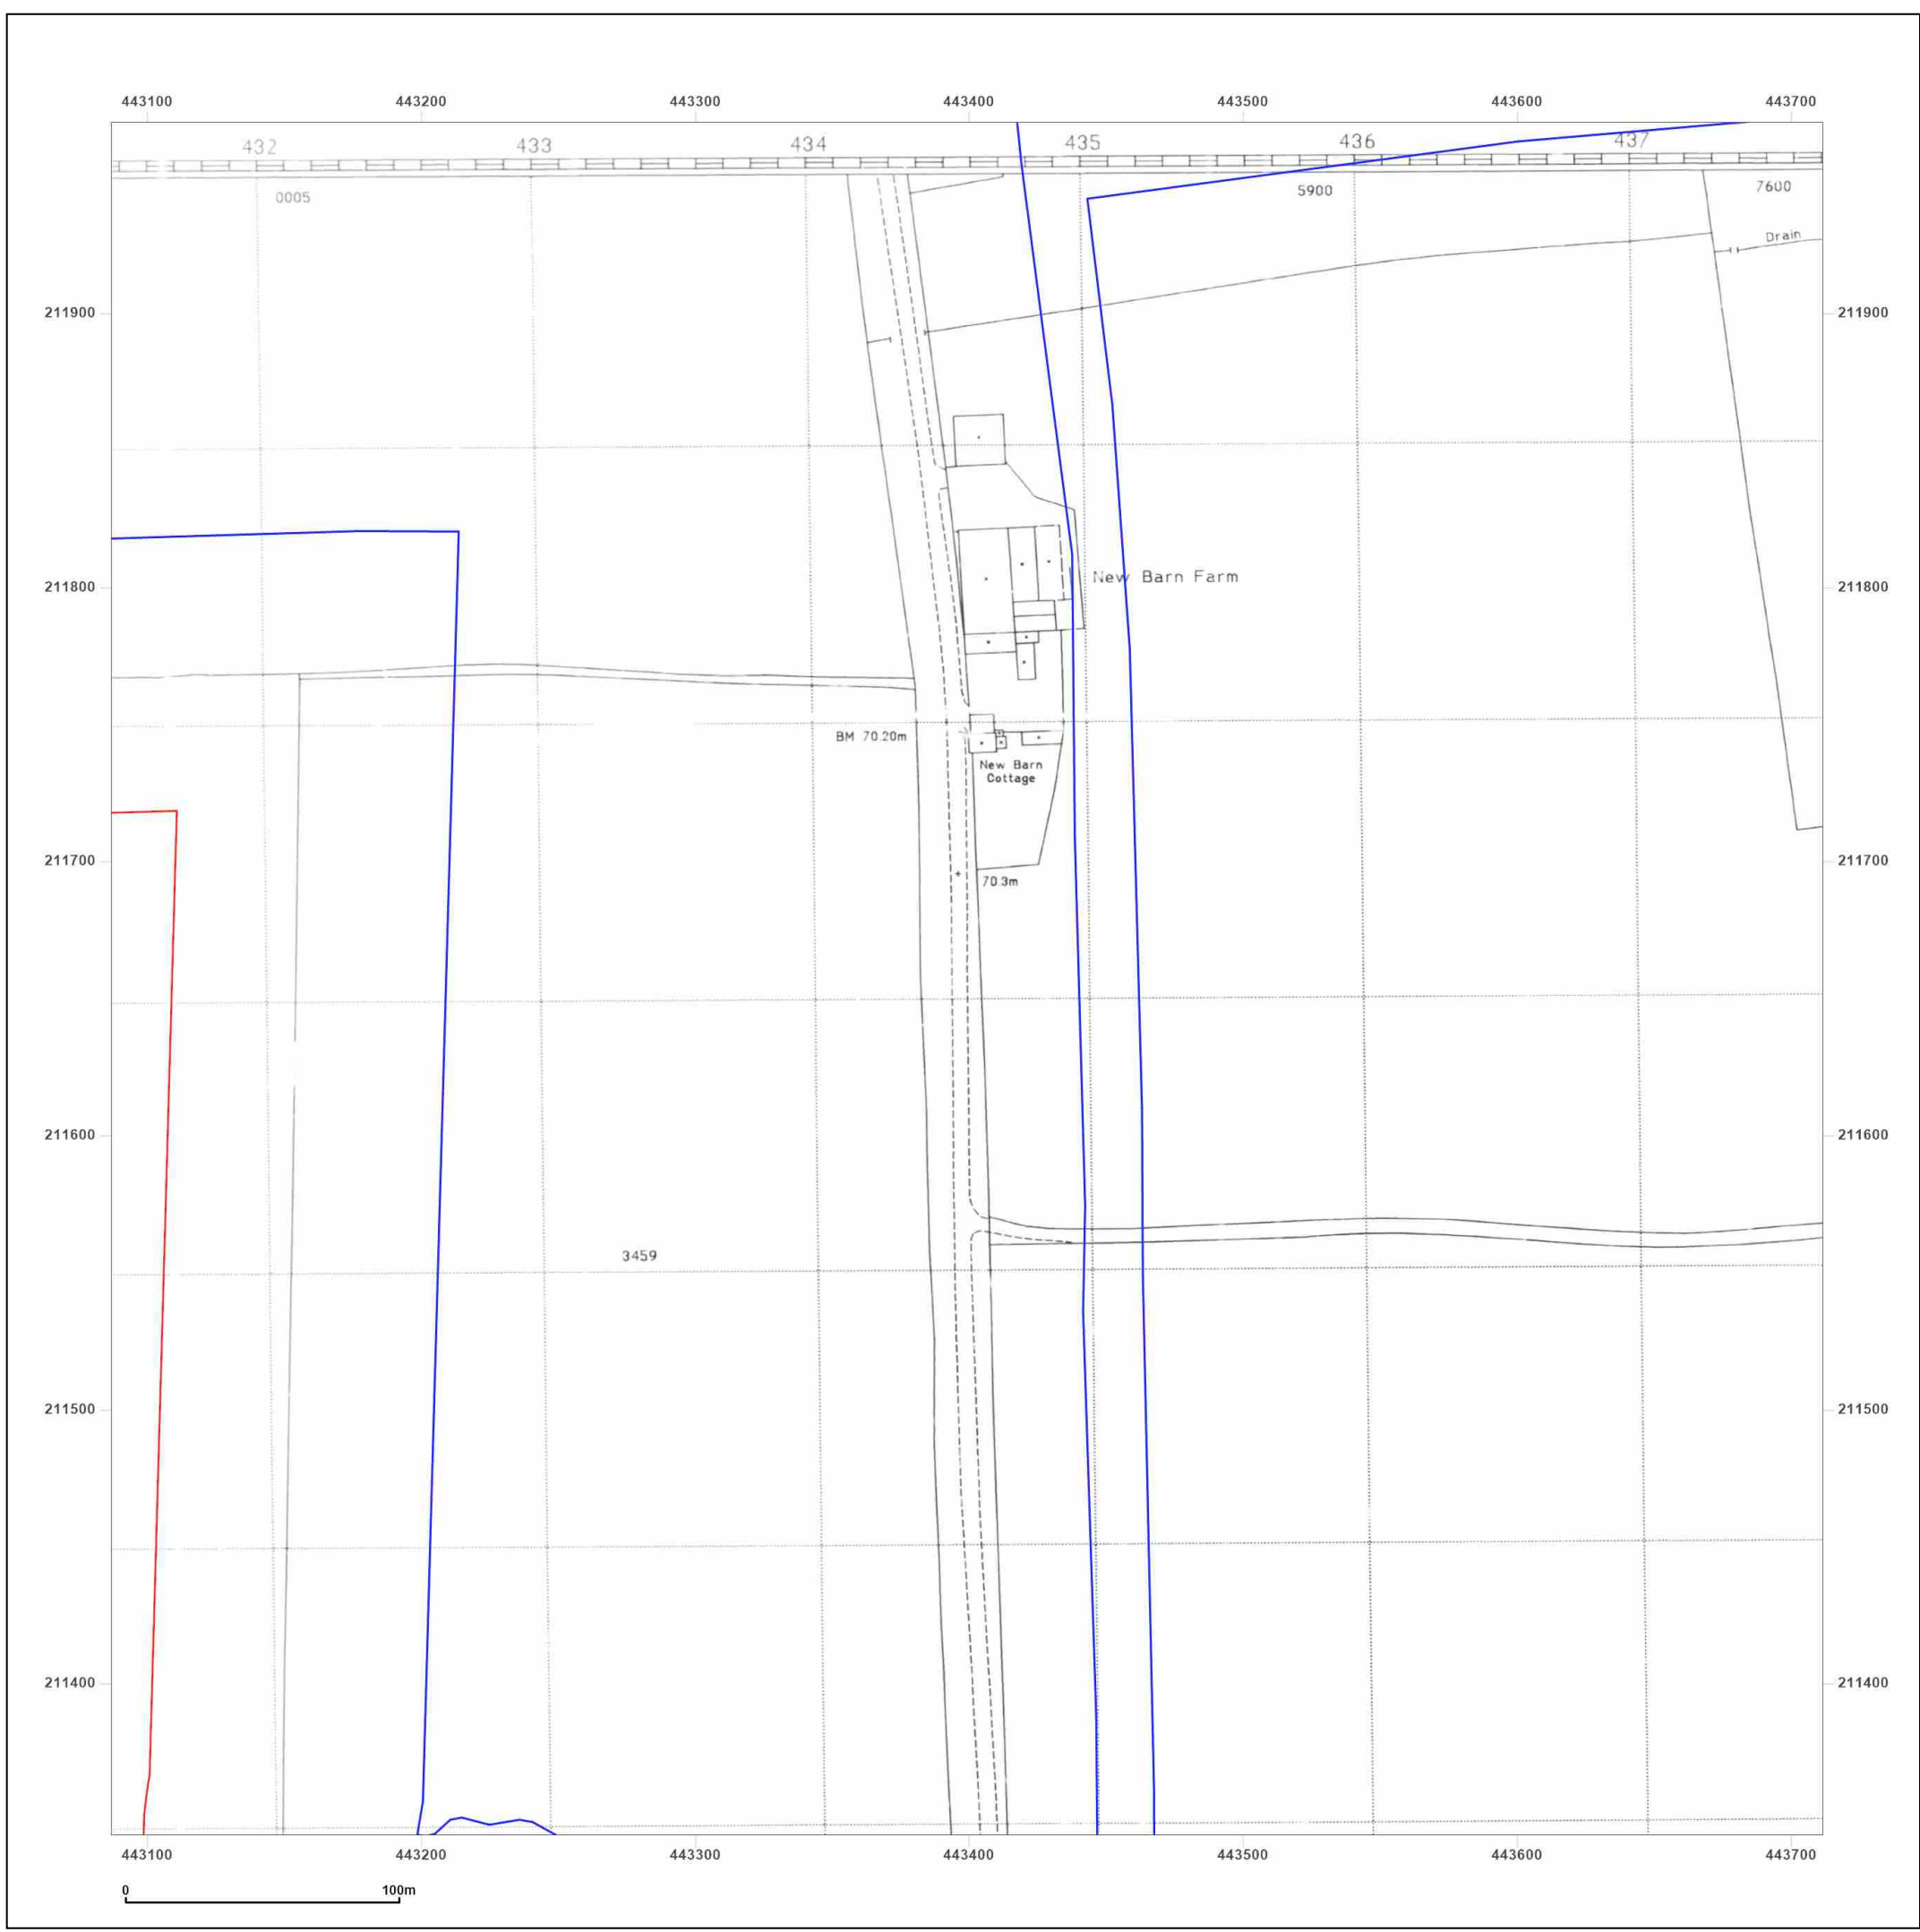 443100 443200 443300 443400 443500 443600 443700
432 433 434 435 436 437
0005 5900 7600
Drain
211900 211900
211800 New Barn Farm 211800
BM 70.20m
New Barn
Cottage
211700 211700
70.3m
211600 211600
3459
211500 211500
211400 211400
443100 443200 443300 443400 443500 443600 443700
0 100m